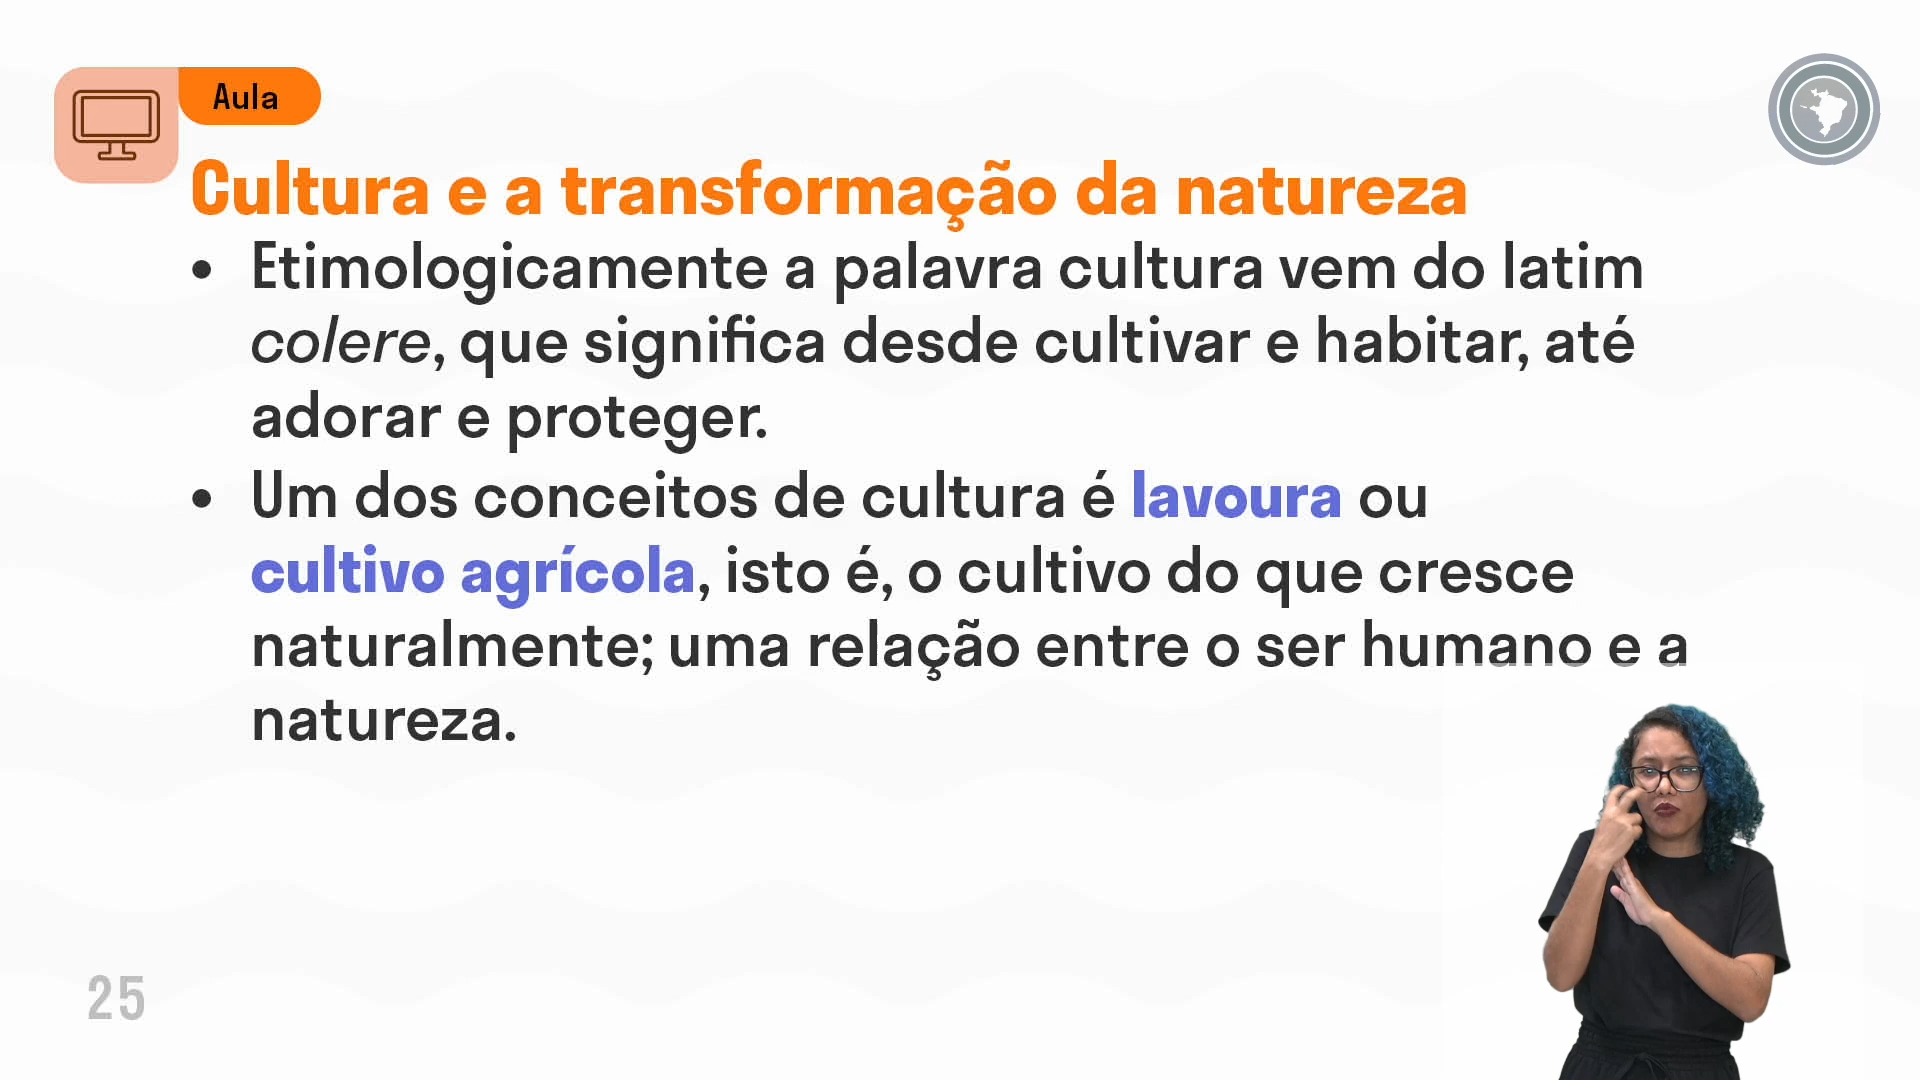 Aula
Cultura e a transformação da natureza
• Etimologicamente a palavra cultura vem do latim
colere, que significa desde cultivar e habitar, até
adorar e proteger.
• Um dos conceitos de cultura é lavoura ou
cultivo agrícola, isto é, o cultivo do que cresce
naturalmente; uma relação entre o ser humano e a
natureza.
25